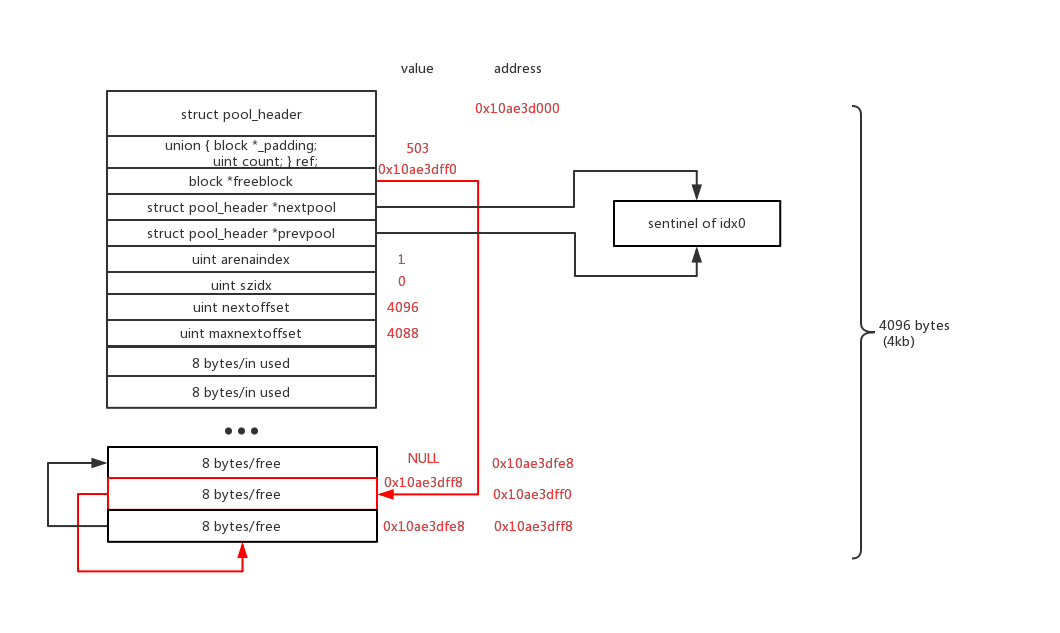 value address
struct pool_header
0x10ae3d000
union { block *_padding;
uint count; } ref;
503
0x10ae3dff0
block *freeblock
struct pool_header *nextpool
sentinel of idx0
struct pool_header *prevpool
uint arenaindex
1
uint szidx
0
uint nextoffset
4096
uint maxnextoffset
4088
4096 bytes
(4kb)
8 bytes/in used
8 bytes/in used
•••
8 bytes/free
NULL
0x10ae3dfe8
8 bytes/free
0x10ae3dff8
0x10ae3dff0
8 bytes/free
0x10ae3dfe8
0x10ae3dff8